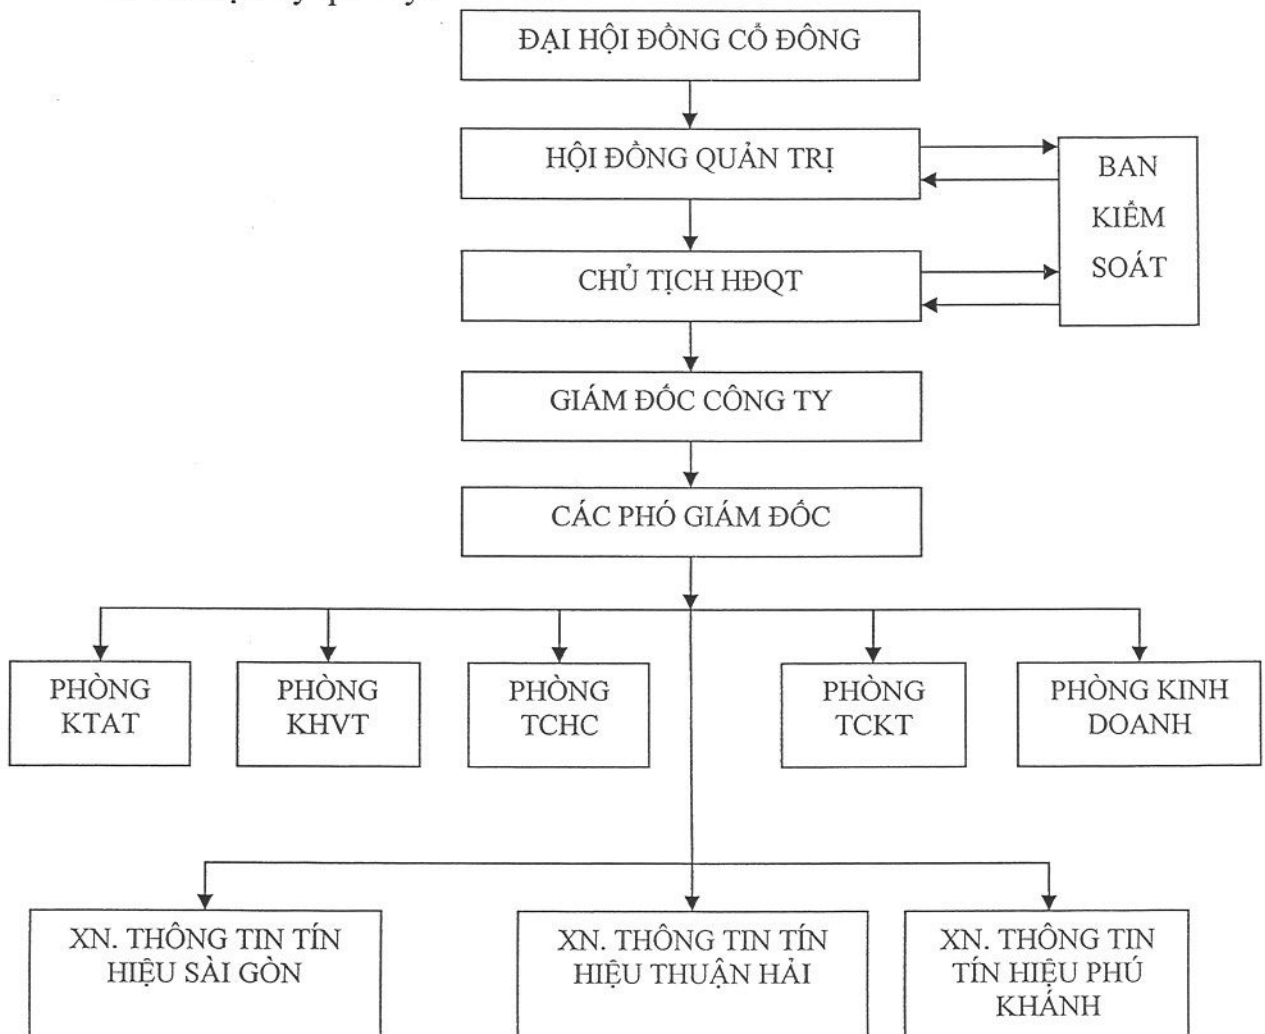 ĐẠI HỘI ĐỒNG CỔ ĐÔNG
HỘI ĐỒNG QUẢN TRỊ
BAN
KIỂM
SOÁT
CHỦ TỊCH HĐQT
GIÁM ĐỐC CÔNG TY
CÁC PHÓ GIÁM ĐỐC
PHÒNG
KTAT
PHÒNG
KHVT
PHÒNG
TCHC
PHÒNG
TCKT
PHÒNG KINH
DOANH
XN. THÔNG TIN TÍN
HIỆU SÀI GÒN
XN. THÔNG TIN TÍN
HIỆU THUẬN HẢI
XN. THÔNG TIN
TÍN HIỆU PHÚ
KHÁNH